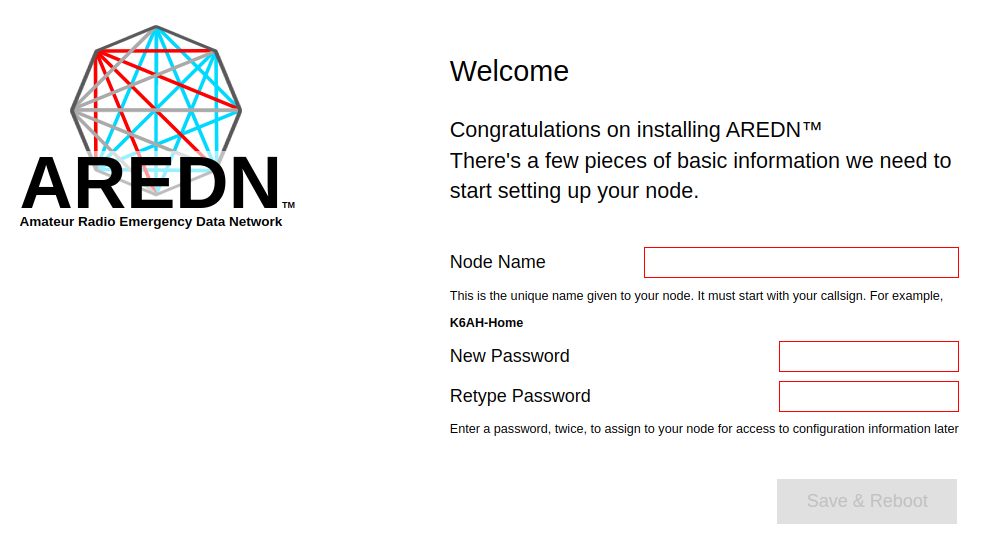 AREDN™
Amateur Radio Emergency Data Network
Welcome
Congratulations on installing AREDN™
There's a few pieces of basic information we need to
start setting up your node.
Node Name
This is the unique name given to your node. It must start with your callsign. For example,
K6AH-Home
New Password
Retype Password
Enter a password, twice, to assign to your node for access to configuration information later
Save & Reboot